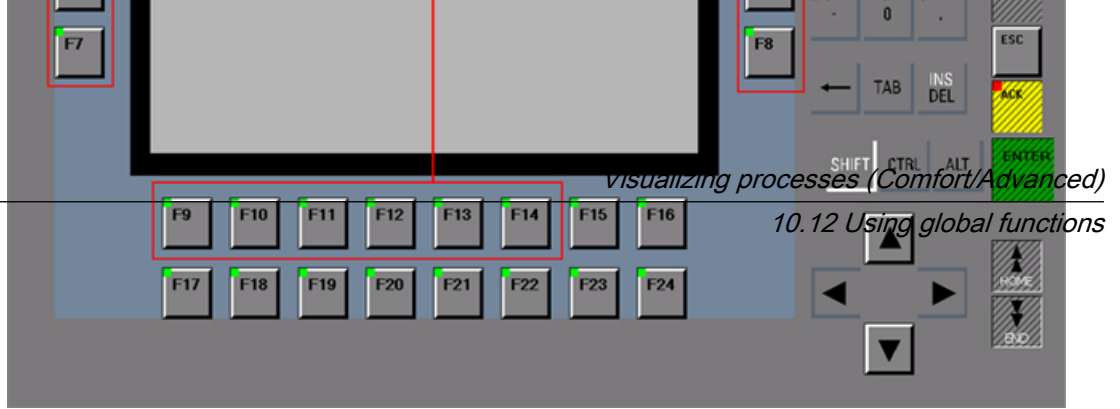 -
0
.
F7
F8
ESC
TAB
INS
DEL
ACK
SHIFT
CTRL
ALT
ENTER
Visualizing processes (Comfort/Advanced)
F9
F10
F11
F12
F13
F14
F15
F16
10.12 Using global functions
HOME
F17
F18
F19
F20
F21
F22
F23
F24
END